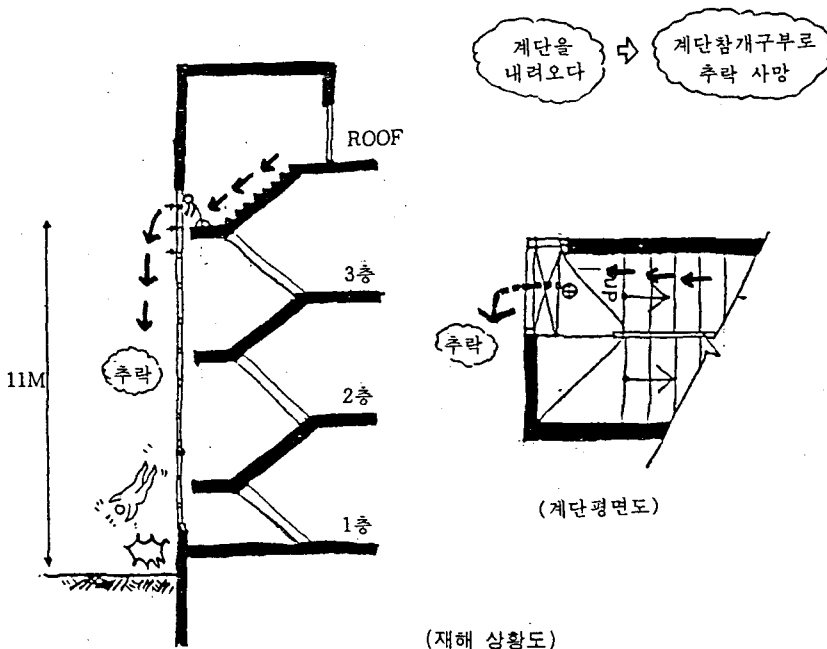 계단을
내려오다
계단참개구부로
추락 사망
ROOF
3층
11M
추락
2층
1층
UP
추락
(계단평면도)
(재해 상황도)